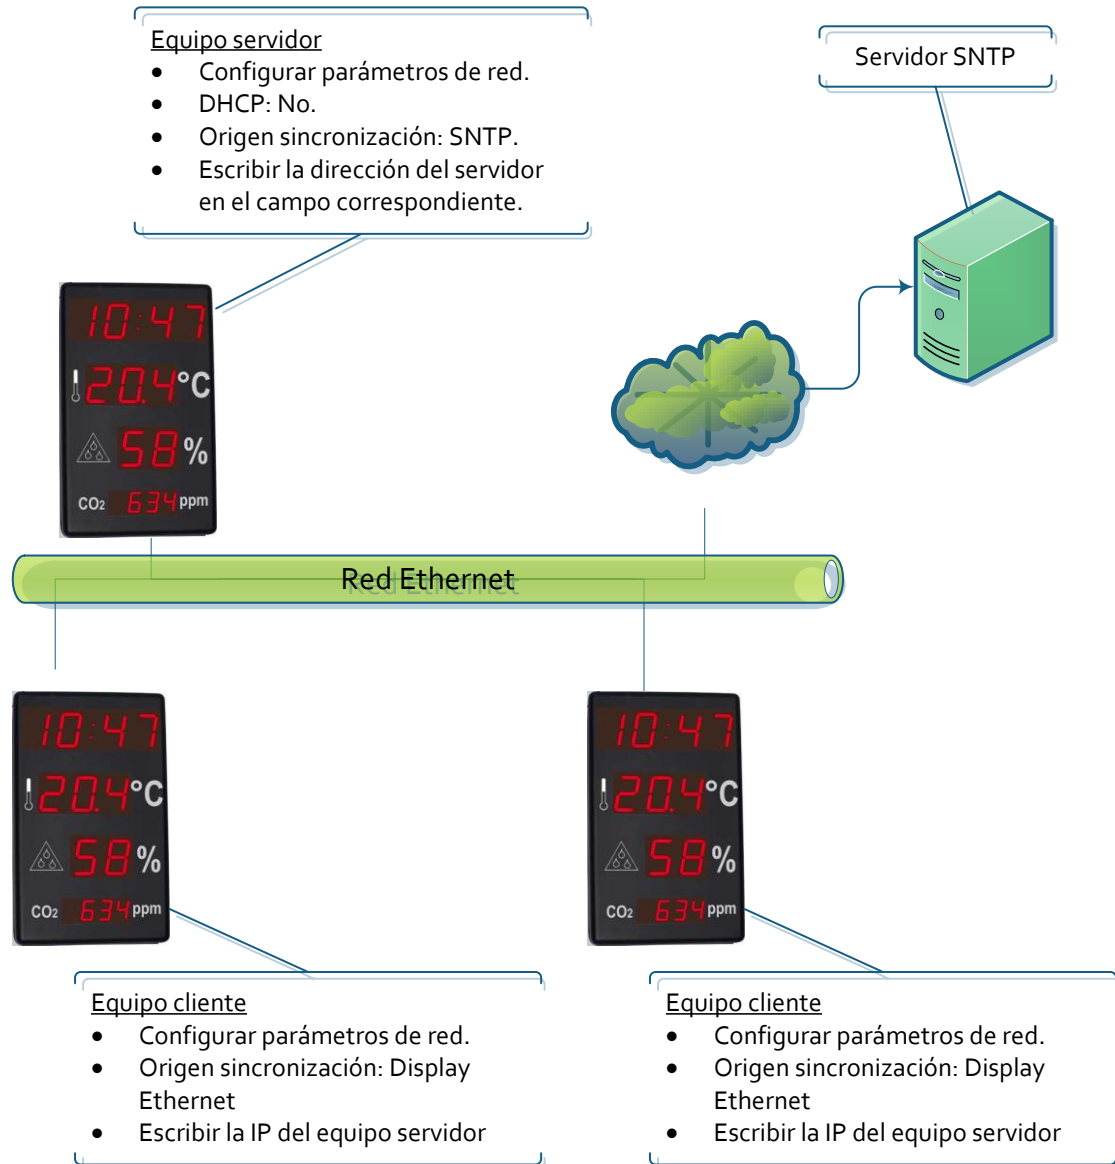 Equipo servidor
• Configurar parámetros de red.
• DHCP: No.
• Origen sincronización: SNTP.
• Escribir la dirección del servidor
en el campo correspondiente.
Servidor SNTP
10:47
20.4°C
58%
CO2 634 ppm
Red Ethernet
10:47
20.4°C
58%
CO2 634 ppm
10:47
20.4°C
58%
CO2 634 ppm
Equipo cliente
• Configurar parámetros de red.
• Origen sincronización: Display
Ethernet
• Escribir la IP del equipo servidor
Equipo cliente
• Configurar parámetros de red.
• Origen sincronización: Display
Ethernet
• Escribir la IP del equipo servidor